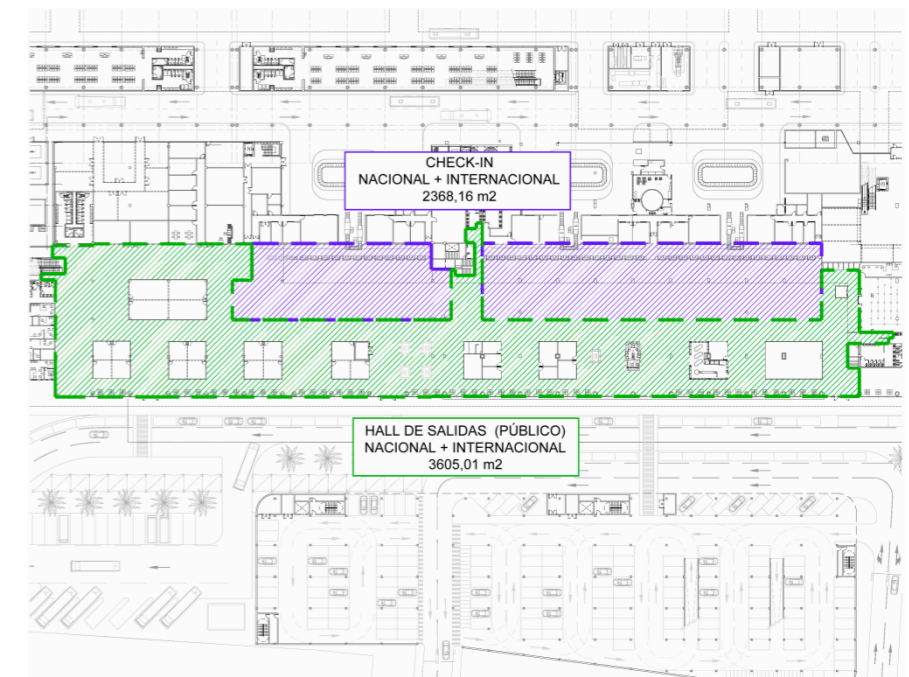 CHECK-IN
NACIONAL + INTERNACIONAL
2368,16 m2
HALL DE SALIDAS (PÚBLICO)
NACIONAL + INTERNACIONAL
3605,01 m2